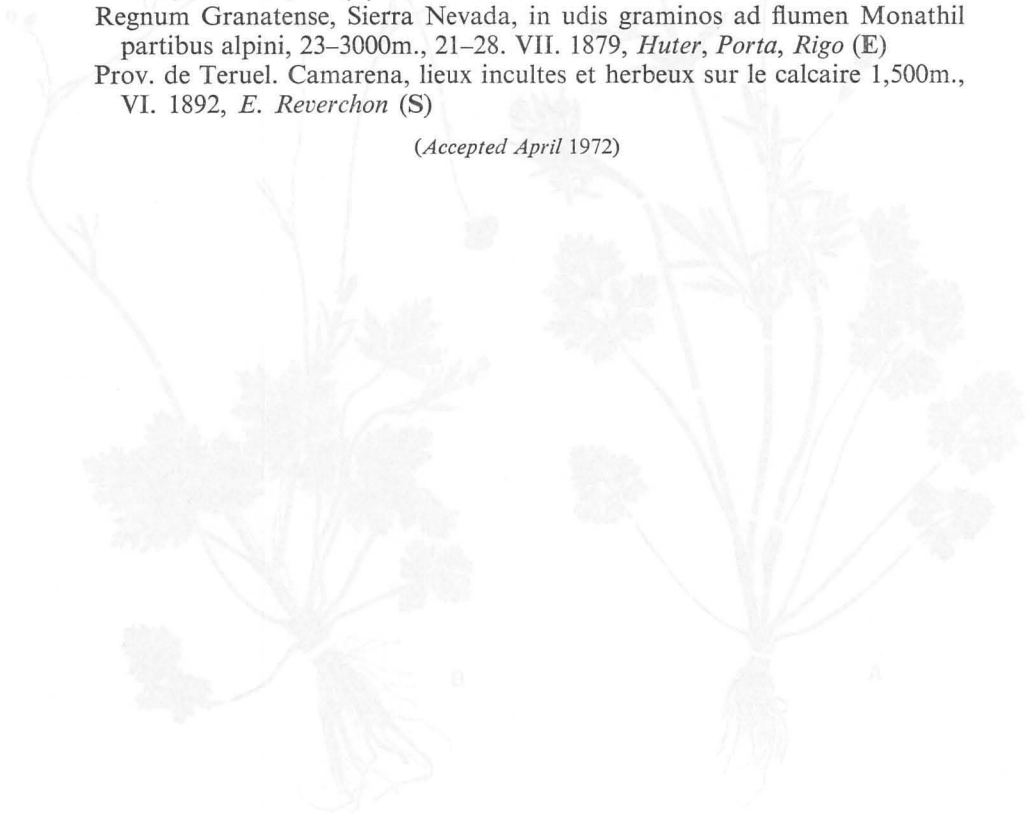 Regnum Granatense, Sierra Nevada, in udis graminos ad flumen Monathil
partibus alpini, 23–3000m., 21–28. VII. 1879, Huter, Porta, Rigo (E)
Prov. de Teruel. Camarena, lieux incultes et herbeux sur le calcaire 1,500m.,
VI. 1892, E. Reverchon (S)
(Accepted April 1972)
B
A